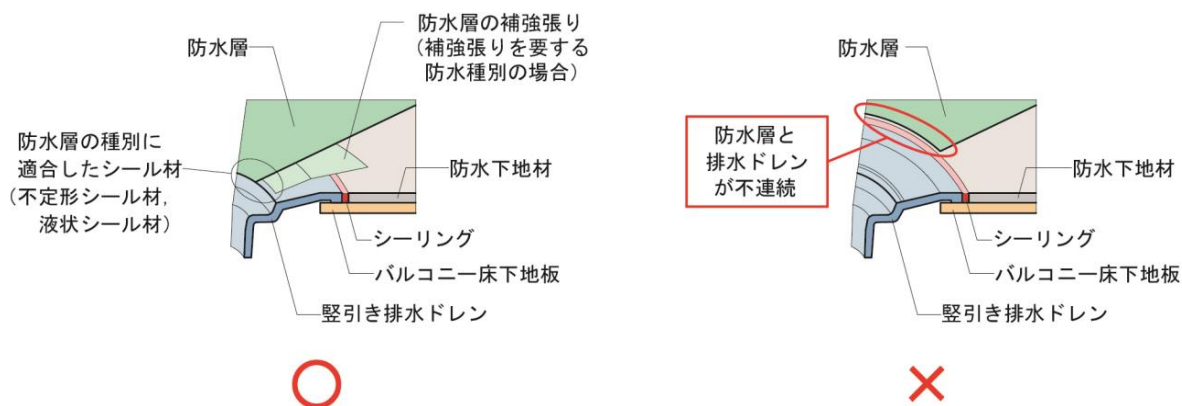 防水層の補強張り
(補強張りを要する
防水種別の場合)
防水層
防水層の種別に
適合したシール材
(不定形シール材,
液状シール材)
防水下地材
シーリング
バルコニー床下地板
竪引き排水ドレン
防水層
防水層と
排水ドレン
が不連続
防水下地材
シーリング
バルコニー床下地板
竪引き排水ドレン